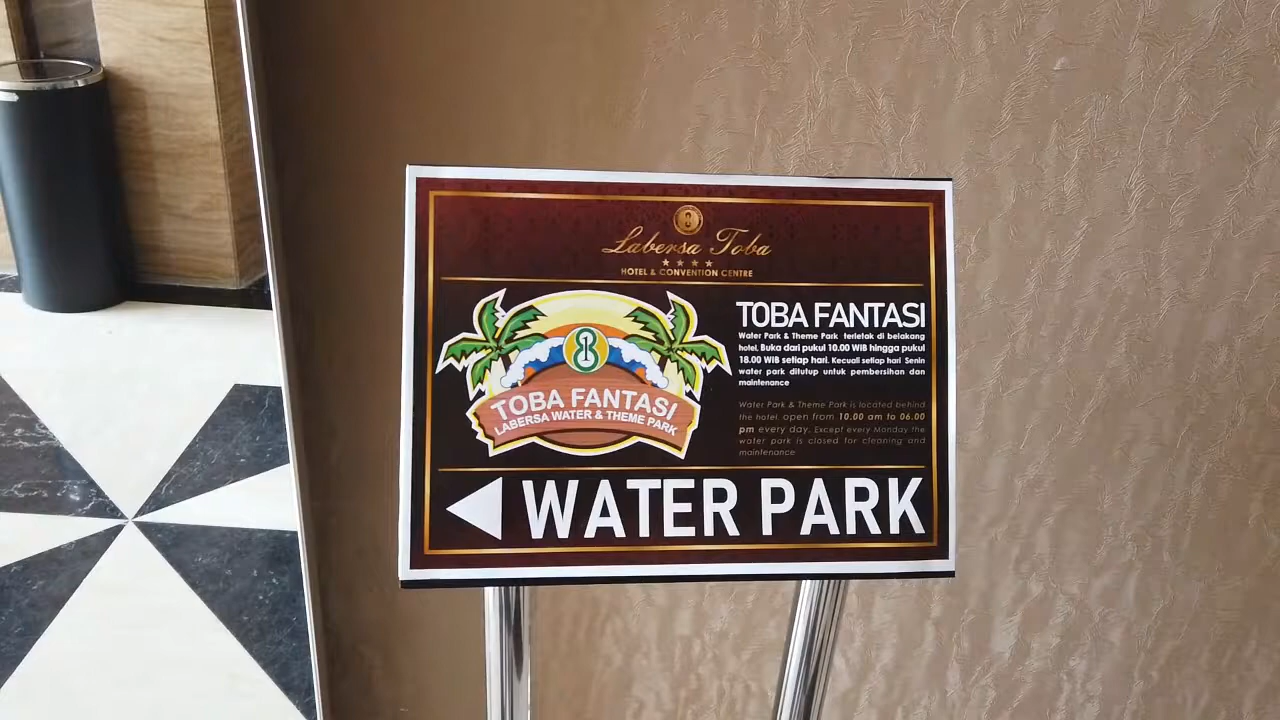 Labersa Toba
HOTEL & CONVENTION CENTRE
8
TOBA FANTASI
LABERSA WATER & THEME PARK
TOBA FANTASI
Water Park & Theme Park terletak di belakang
hotel. Buka dari pukul 10.00 WIB hingga pukul
18.00 WIB setiap hari. Kecuali setiap hari Senin
water park ditutup untuk pembersihan dan
maintenance
Water Park & Theme Park is located behind
the hotel. open from 10.00 am to 06.00
pm every day. Except every Monday the
water park is closed for cleaning and
maintenance
WATER PARK